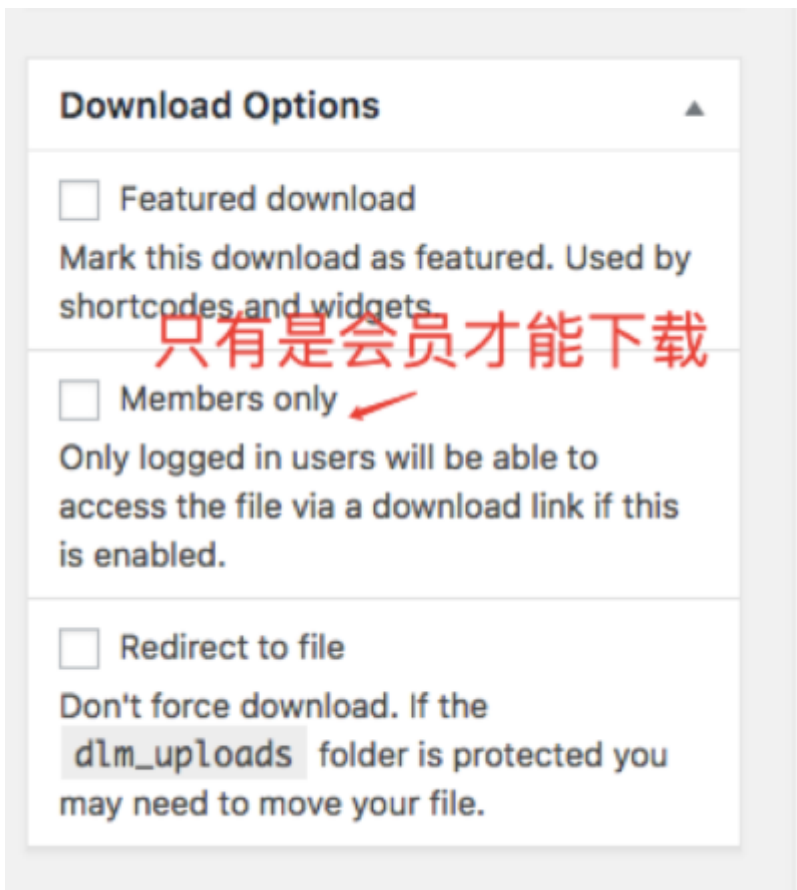 Download Options
Featured download
Mark this download as featured. Used by
shortcodes and widgets.
只有是会员才能下载
Members only
Only logged in users will be able to
access the file via a download link if this
is enabled.
Redirect to file
Don't force download. If the
dlm_uploads folder is protected you
may need to move your file.